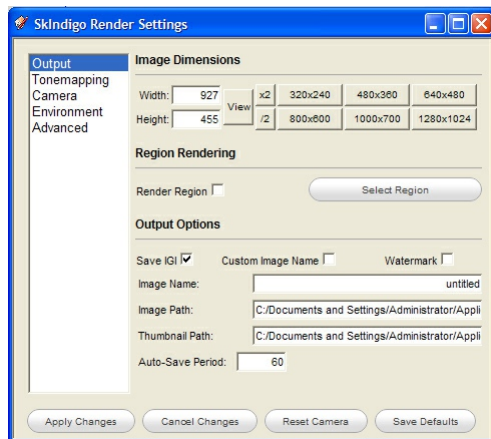 SkIndigo Render Settings
Output
Tonemapping
Camera
Environment
Advanced
Image Dimensions
Width: 927 View x2 320x240 480x360 640x480
Height: 455 /2 800x600 1000x700 1280x1024
Region Rendering
Render Region Select Region
Output Options
Save IGI Custom Image Name Watermark
Image Name: untitled
Image Path: C:/Documents and Settings/Administrator/Appli
Thumbnail Path: C:/Documents and Settings/Administrator/Appli
Auto-Save Period: 60
Apply Changes Cancel Changes Reset Camera Save Defaults